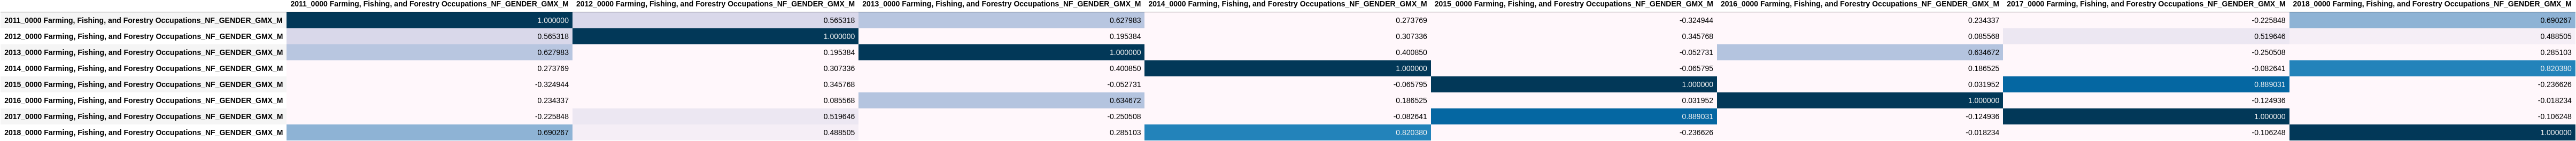 2011_0000 Farming, Fishing, and Forestry Occupations_NF_GENDER_GMX_M 2012_0000 Farming, Fishing, and Forestry Occupations_NF_GENDER_GMX_M 2013_0000 Farming, Fishing, and Forestry Occupations_NF_GENDER_GMX_M 2014_0000 Farming, Fishing, and Forestry Occupations_NF_GENDER_GMX_M 2015_0000 Farming, Fishing, and Forestry Occupations_NF_GENDER_GMX_M 2016_0000 Farming, Fishing, and Forestry Occupations_NF_GENDER_GMX_M 2017_0000 Farming, Fishing, and Forestry Occupations_NF_GENDER_GMX_M 2018_0000 Farming, Fishing, and Forestry Occupations_NF_GENDER_GMX_M
2011_0000 Farming, Fishing, and Forestry Occupations_NF_GENDER_GMX_M 1.000000 0.565318 0.627983 0.273769 -0.324944 0.234337 -0.225848 0.690267
2012_0000 Farming, Fishing, and Forestry Occupations_NF_GENDER_GMX_M 0.565318 1.000000 0.195384 0.307336 0.345768 0.085568 0.519646 0.488505
2013_0000 Farming, Fishing, and Forestry Occupations_NF_GENDER_GMX_M 0.627983 0.195384 1.000000 0.400850 -0.052731 0.634672 -0.250508 0.285103
2014_0000 Farming, Fishing, and Forestry Occupations_NF_GENDER_GMX_M 0.273769 0.307336 0.400850 1.000000 -0.065795 0.186525 -0.082641 0.820380
2015_0000 Farming, Fishing, and Forestry Occupations_NF_GENDER_GMX_M -0.324944 0.345768 -0.052731 -0.065795 1.000000 0.031952 0.889031 -0.236626
2016_0000 Farming, Fishing, and Forestry Occupations_NF_GENDER_GMX_M 0.234337 0.085568 0.634672 0.186525 0.031952 1.000000 -0.124936 -0.018234
2017_0000 Farming, Fishing, and Forestry Occupations_NF_GENDER_GMX_M -0.225848 0.519646 -0.250508 -0.082641 0.889031 -0.124936 1.000000 -0.106248
2018_0000 Farming, Fishing, and Forestry Occupations_NF_GENDER_GMX_M 0.690267 0.488505 0.285103 0.820380 -0.236626 -0.018234 -0.106248 1.000000